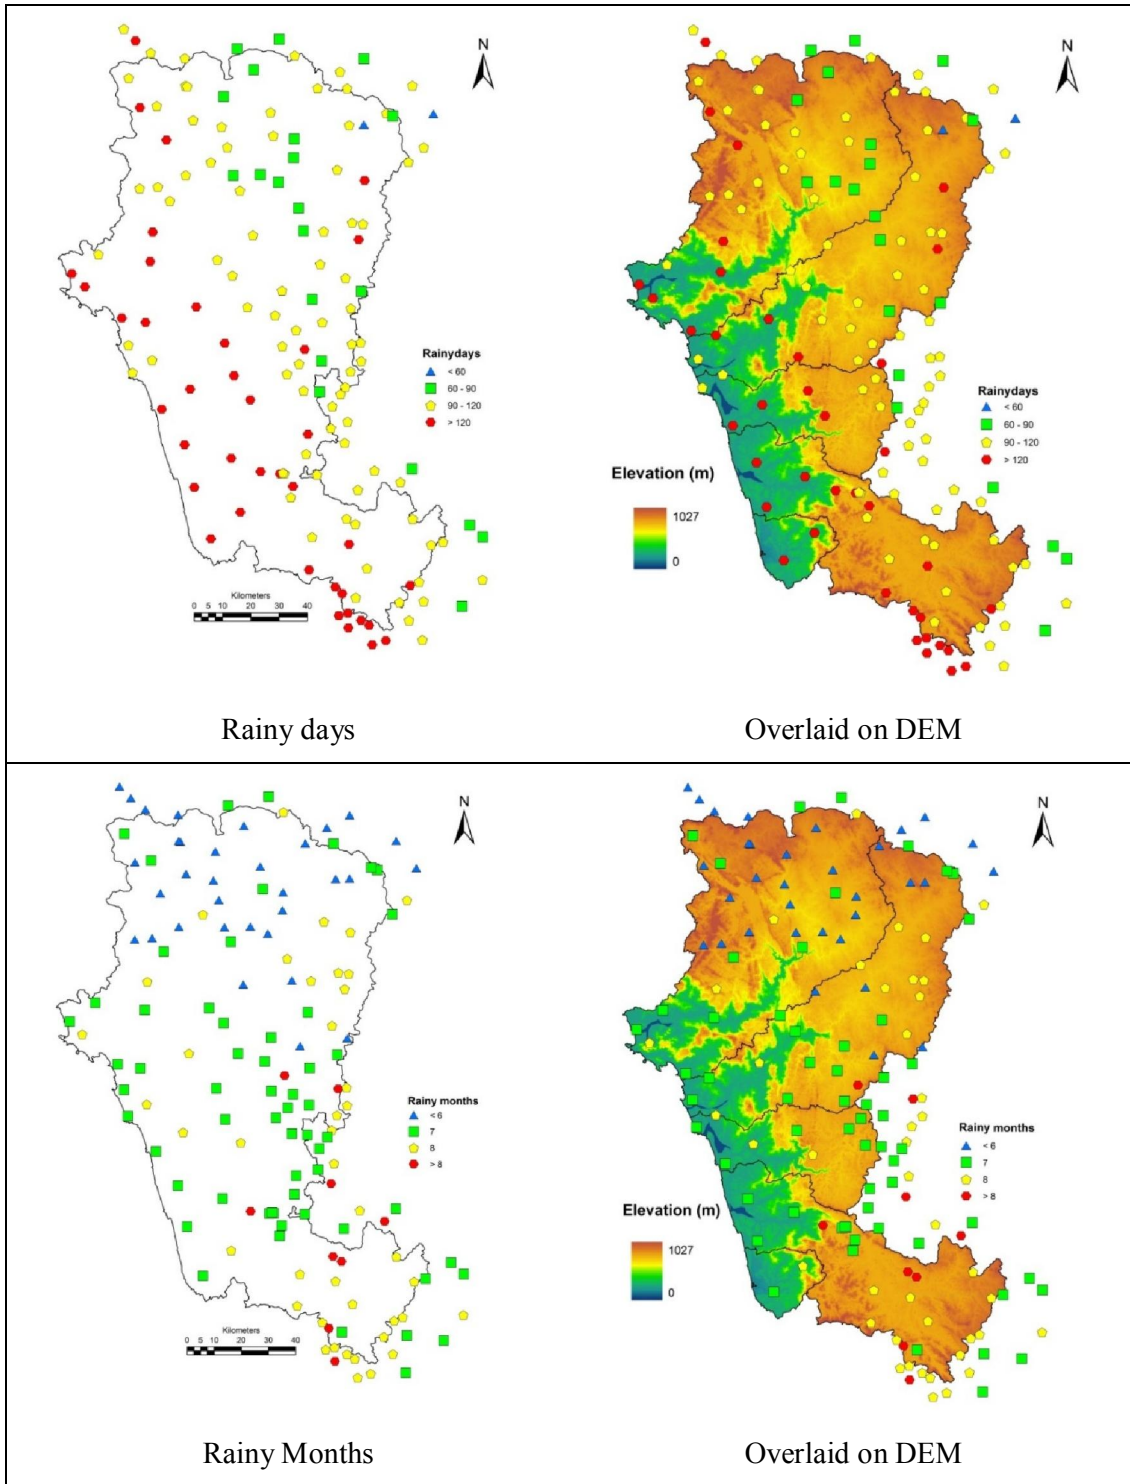 N
Rainydays
< 60
60 - 90
90 - 120
> 120
Kilometers
0 5 10 20 30 40
Rainy days
N
Rainydays
< 60
60 - 90
90 - 120
> 120
Elevation (m)
1027
0
Overlaid on DEM
N
Rainy months
< 6
7
8
> 8
Kilometers
0 5 10 20 30 40
Rainy Months
N
Rainy months
< 6
7
8
> 8
Elevation (m)
1027
0
Overlaid on DEM